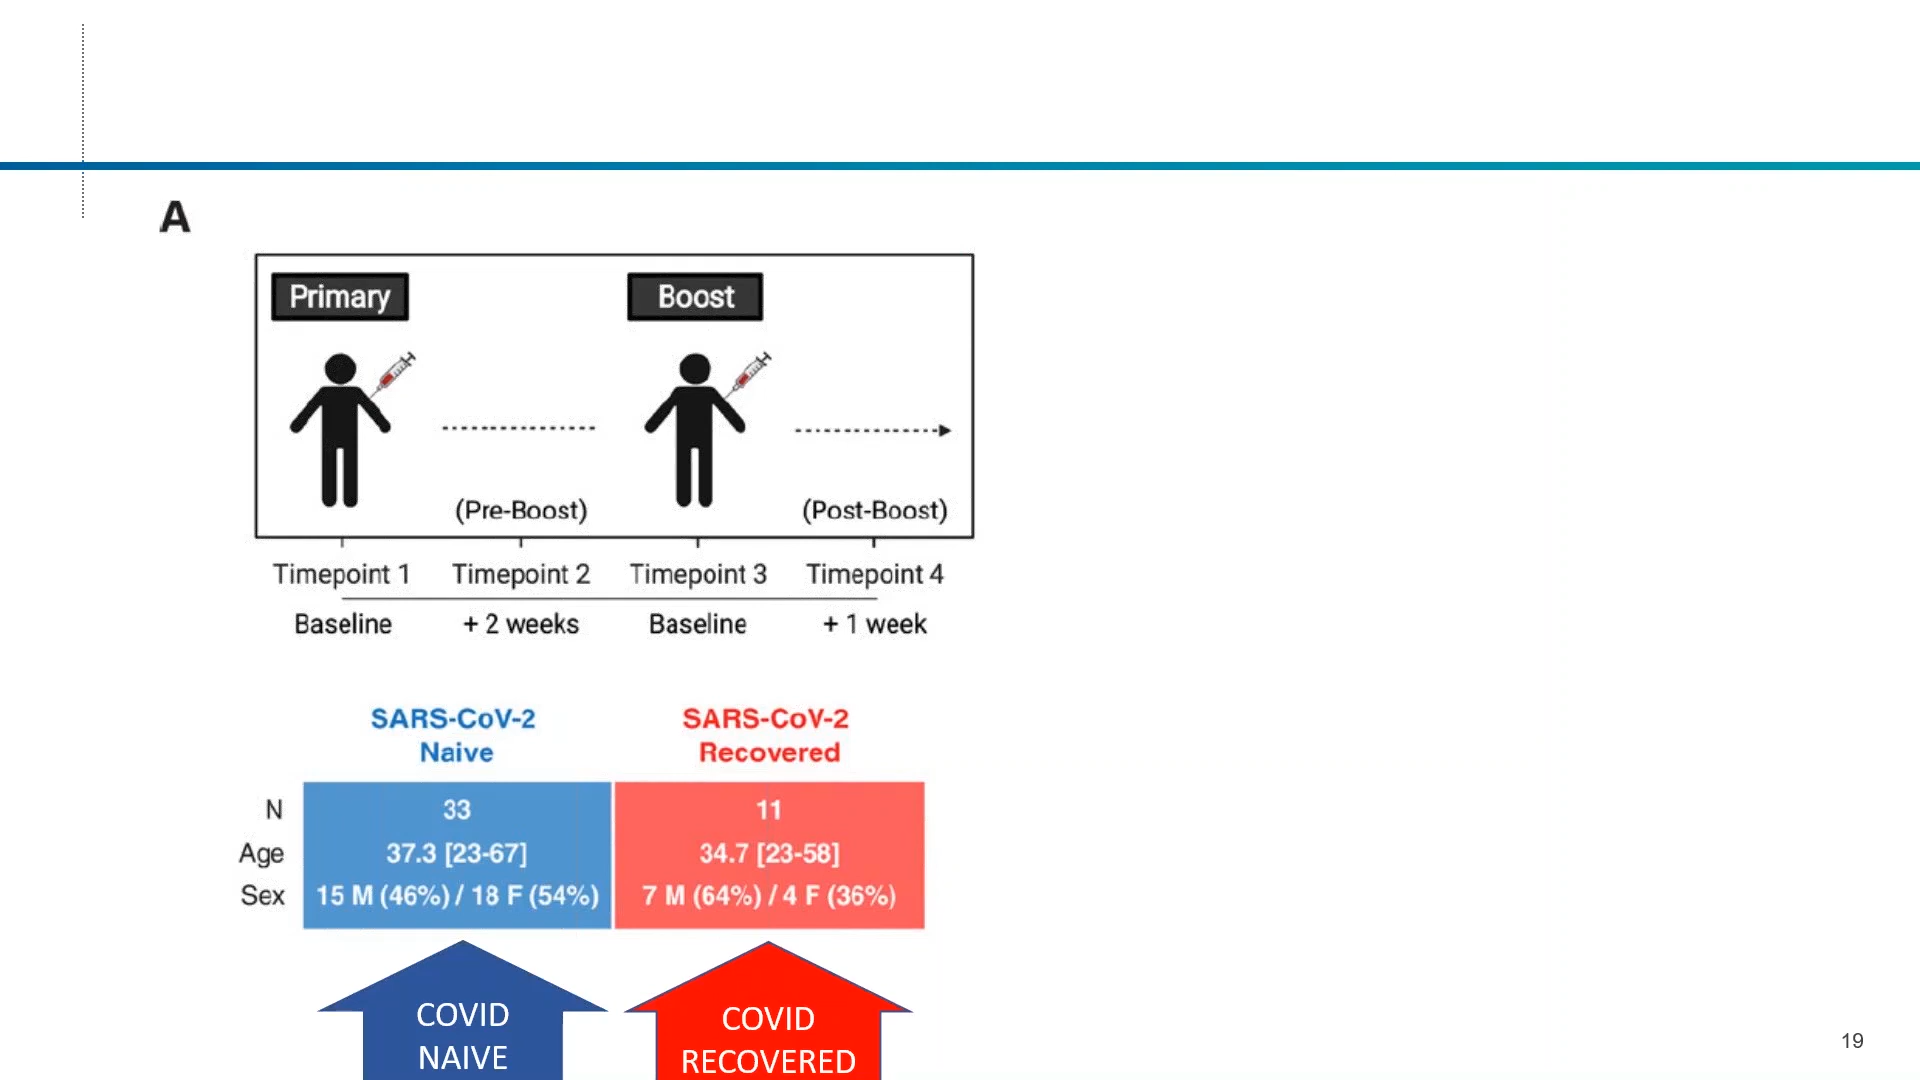 A
Primary Boost
(Pre-Boost) (Post-Boost)
Timepoint 1 Timepoint 2 Timepoint 3 Timepoint 4
Baseline + 2 weeks Baseline + 1 week
SARS-CoV-2 SARS-CoV-2
Naive Recovered
N 33 11
Age 37.3 [23-67] 34.7 [23-58]
Sex 15 M (46%) / 18 F (54%) 7 M (64%) / 4 F (36%)
COVID COVID
NAIVE RECOVERED
19